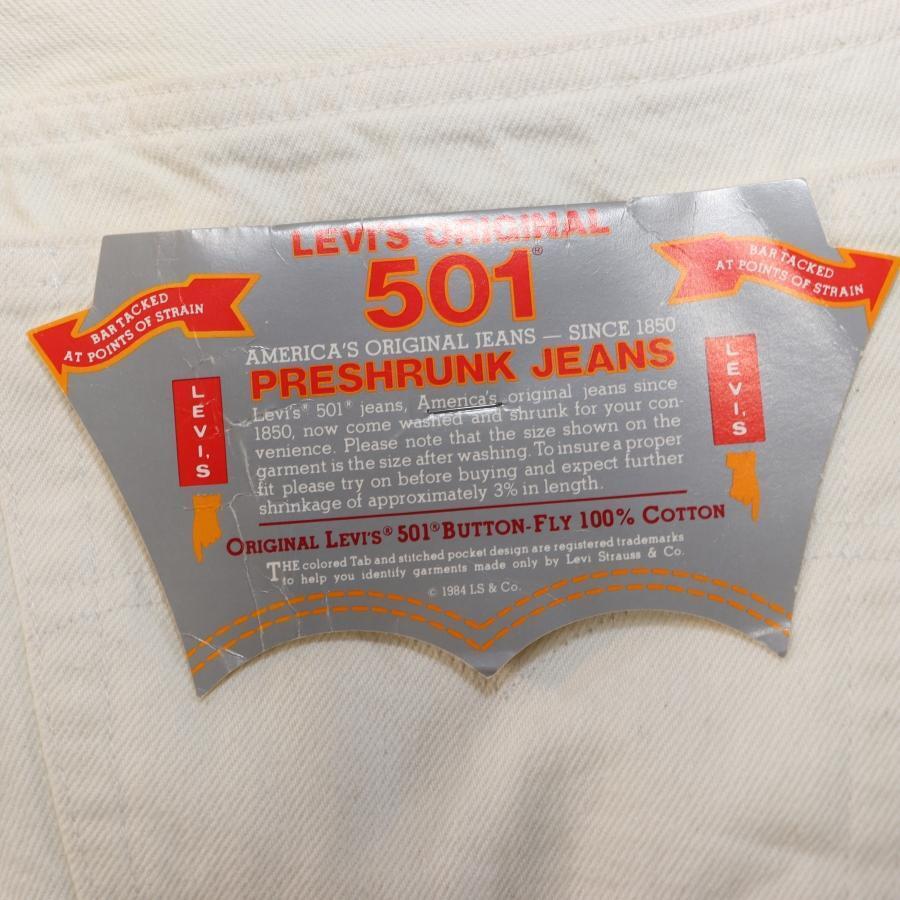 LEVI'S ORIGINAL
501®
BAR TACKED
AT POINTS OF STRAIN
BAR TACKED
AT POINTS OF STRAIN
AMERICA'S ORIGINAL JEANS — SINCE 1850
PRESHRUNK JEANS
LEVI'S
LEVI'S
Levi's® 501® jeans, America's original jeans since
1850, now come washed and shrunk for your con-
venience. Please note that the size shown on the
garment is the size after washing. To insure a proper
fit please try on before buying and expect further
shrinkage of approximately 3% in length.
ORIGINAL LEVI'S® 501® BUTTON-FLY 100% COTTON
THE colored Tab and stitched pocket design are registered trademarks
to help you identify garments made only by Levi Strauss & Co.
© 1984 LS & Co.